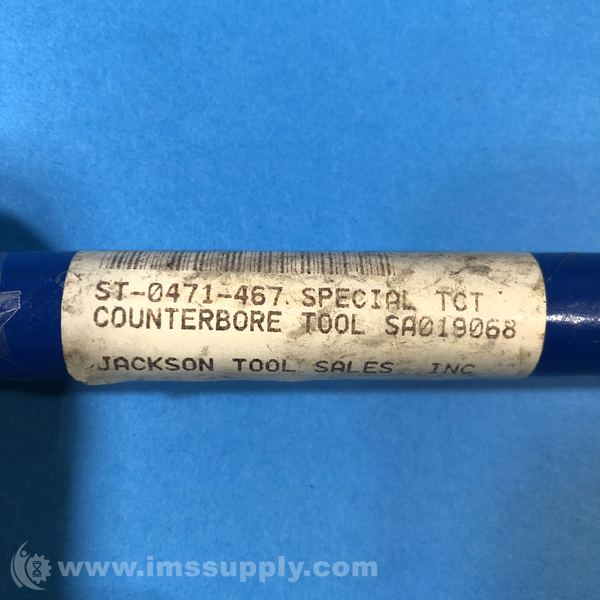 ST-0471-467 SPECIAL TCT
COUNTERBORE TOOL SA019068
JACKSON TOOL SALES, INC
www.imssupply.com